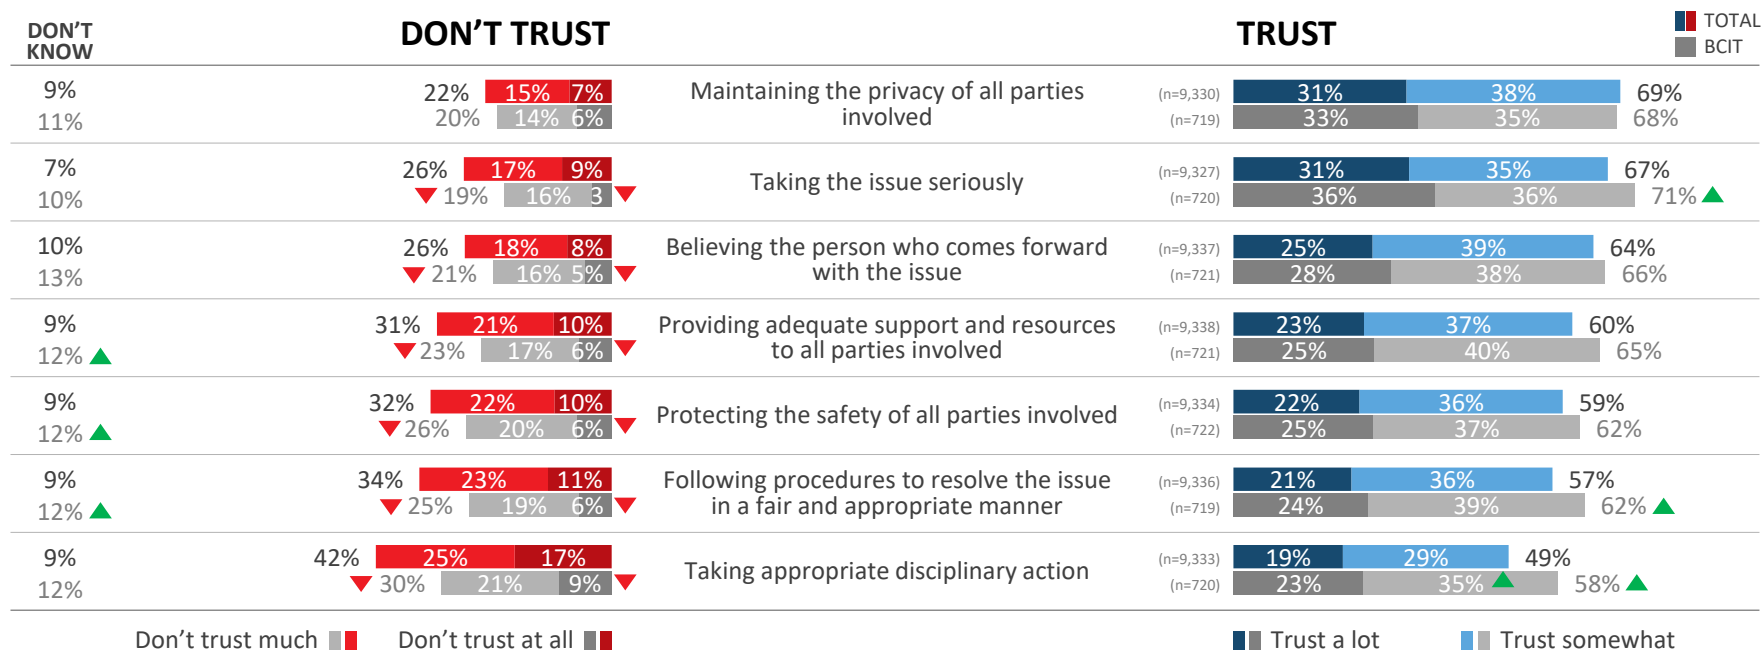 DON'T KNOW
DON'T TRUST
TRUST
TOTAL
BCIT
9% 22% 15% 7% Maintaining the privacy of all parties (n=9,330) 31% 38% 69%
11% 20% 14% 6% involved (n=719) 33% 35% 68%
7% 26% 17% 9% Taking the issue seriously (n=9,327) 31% 35% 67%
10% 19% 16% 3 (n=720) 36% 36% 71%
10% 26% 18% 8% Believing the person who comes forward (n=9,337) 25% 39% 64%
13% 21% 16% 5% with the issue (n=721) 28% 38% 66%
9% 31% 21% 10% Providing adequate support and resources (n=9,338) 23% 37% 60%
12% 23% 17% 6% to all parties involved (n=721) 25% 40% 65%
9% 32% 22% 10% Protecting the safety of all parties involved (n=9,334) 22% 36% 59%
12% 26% 20% 6% (n=722) 25% 37% 62%
9% 34% 23% 11% Following procedures to resolve the issue (n=9,336) 21% 36% 57%
12% 25% 19% 6% in a fair and appropriate manner (n=719) 24% 39% 62%
9% 42% 25% 17% Taking appropriate disciplinary action (n=9,333) 19% 29% 49%
12% 30% 21% 9% (n=720) 23% 35% 58%
Don't trust much Don't trust at all Trust a lot Trust somewhat